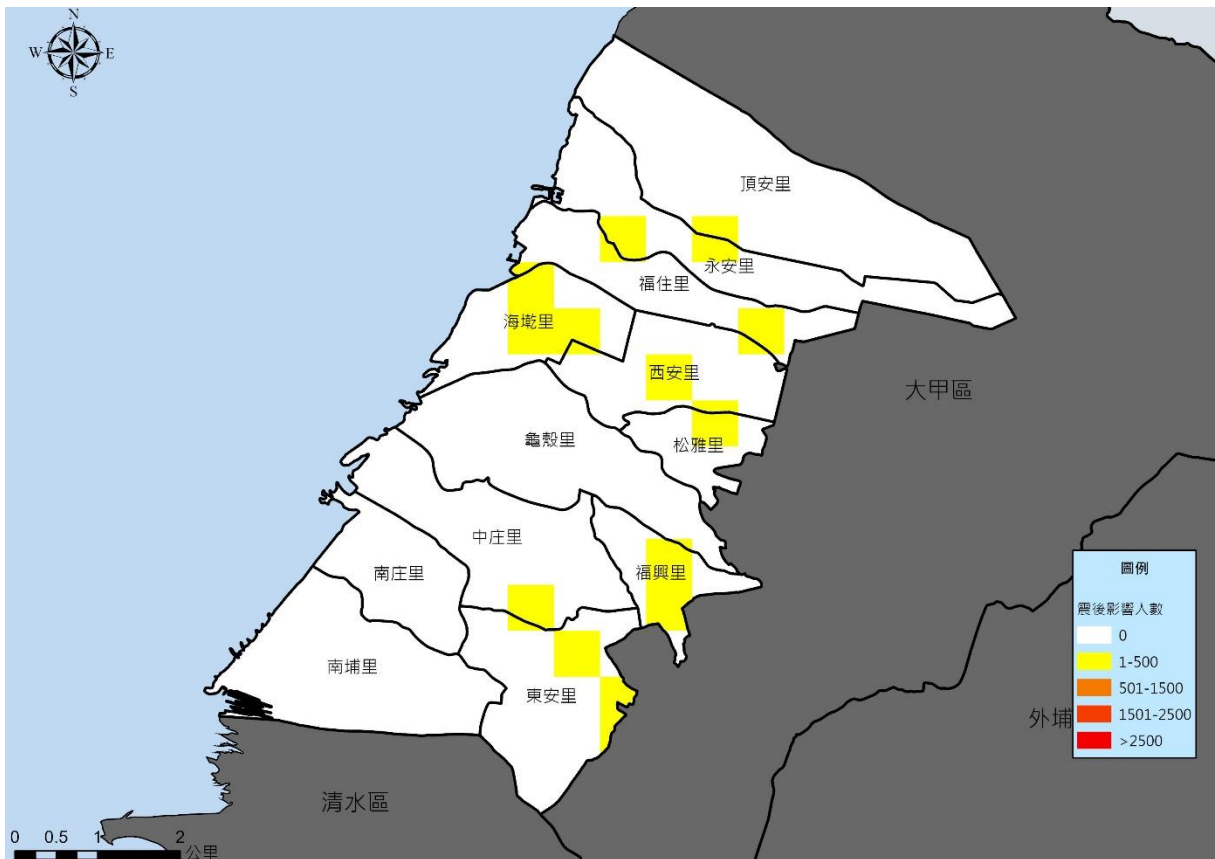 N
W E
S
頂安里
永安里
福住里
海墘里
西安里
大甲區
龜殼里
松雅里
中庄里
南庄里
福興里
南埔里
東安里
外埔
清水區
圖例
震後影響人數
0
1-500
501-1500
1501-2500
>2500
0 0.5 1 2
公里